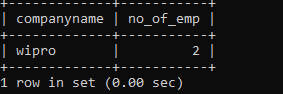 +-------------+-----------+
| companyname | no_of_emp |
+-------------+-----------+
| wipro       |         2 |
+-------------+-----------+
1 row in set (0.00 sec)